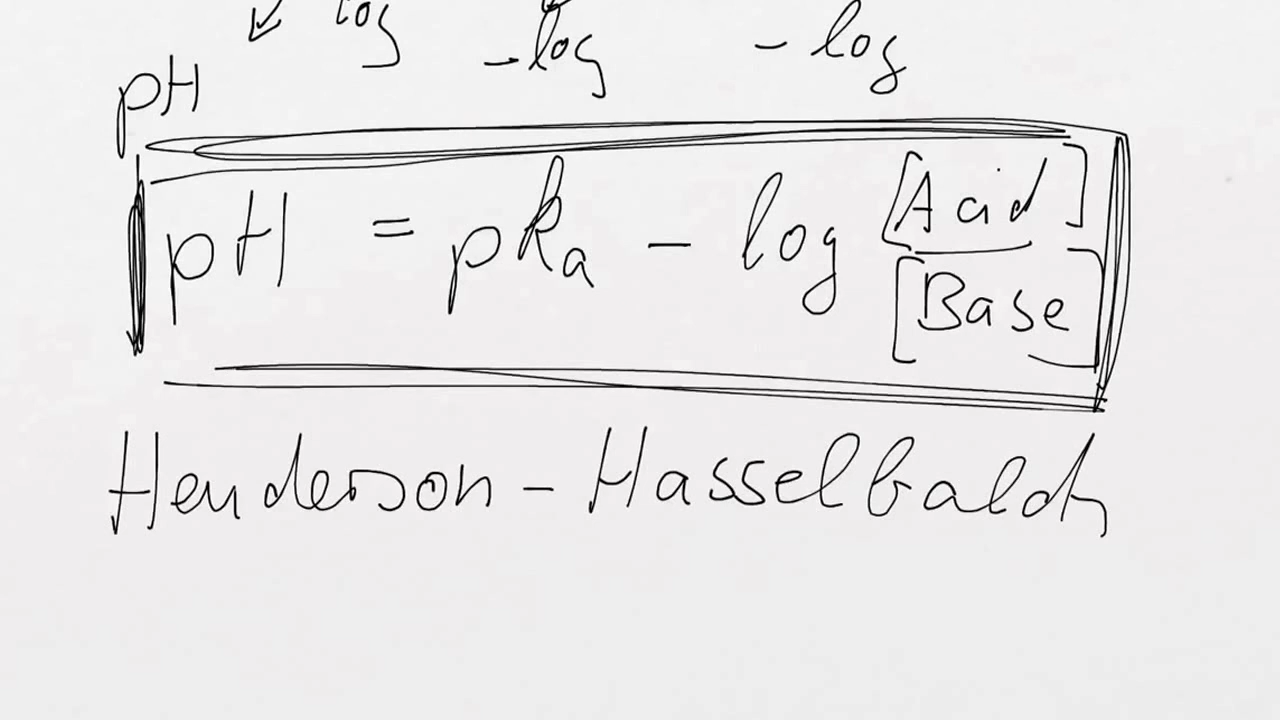 log -log - log
pH
pH = pka - log [Acid]
[Base]
Henderson - Hasselbalch